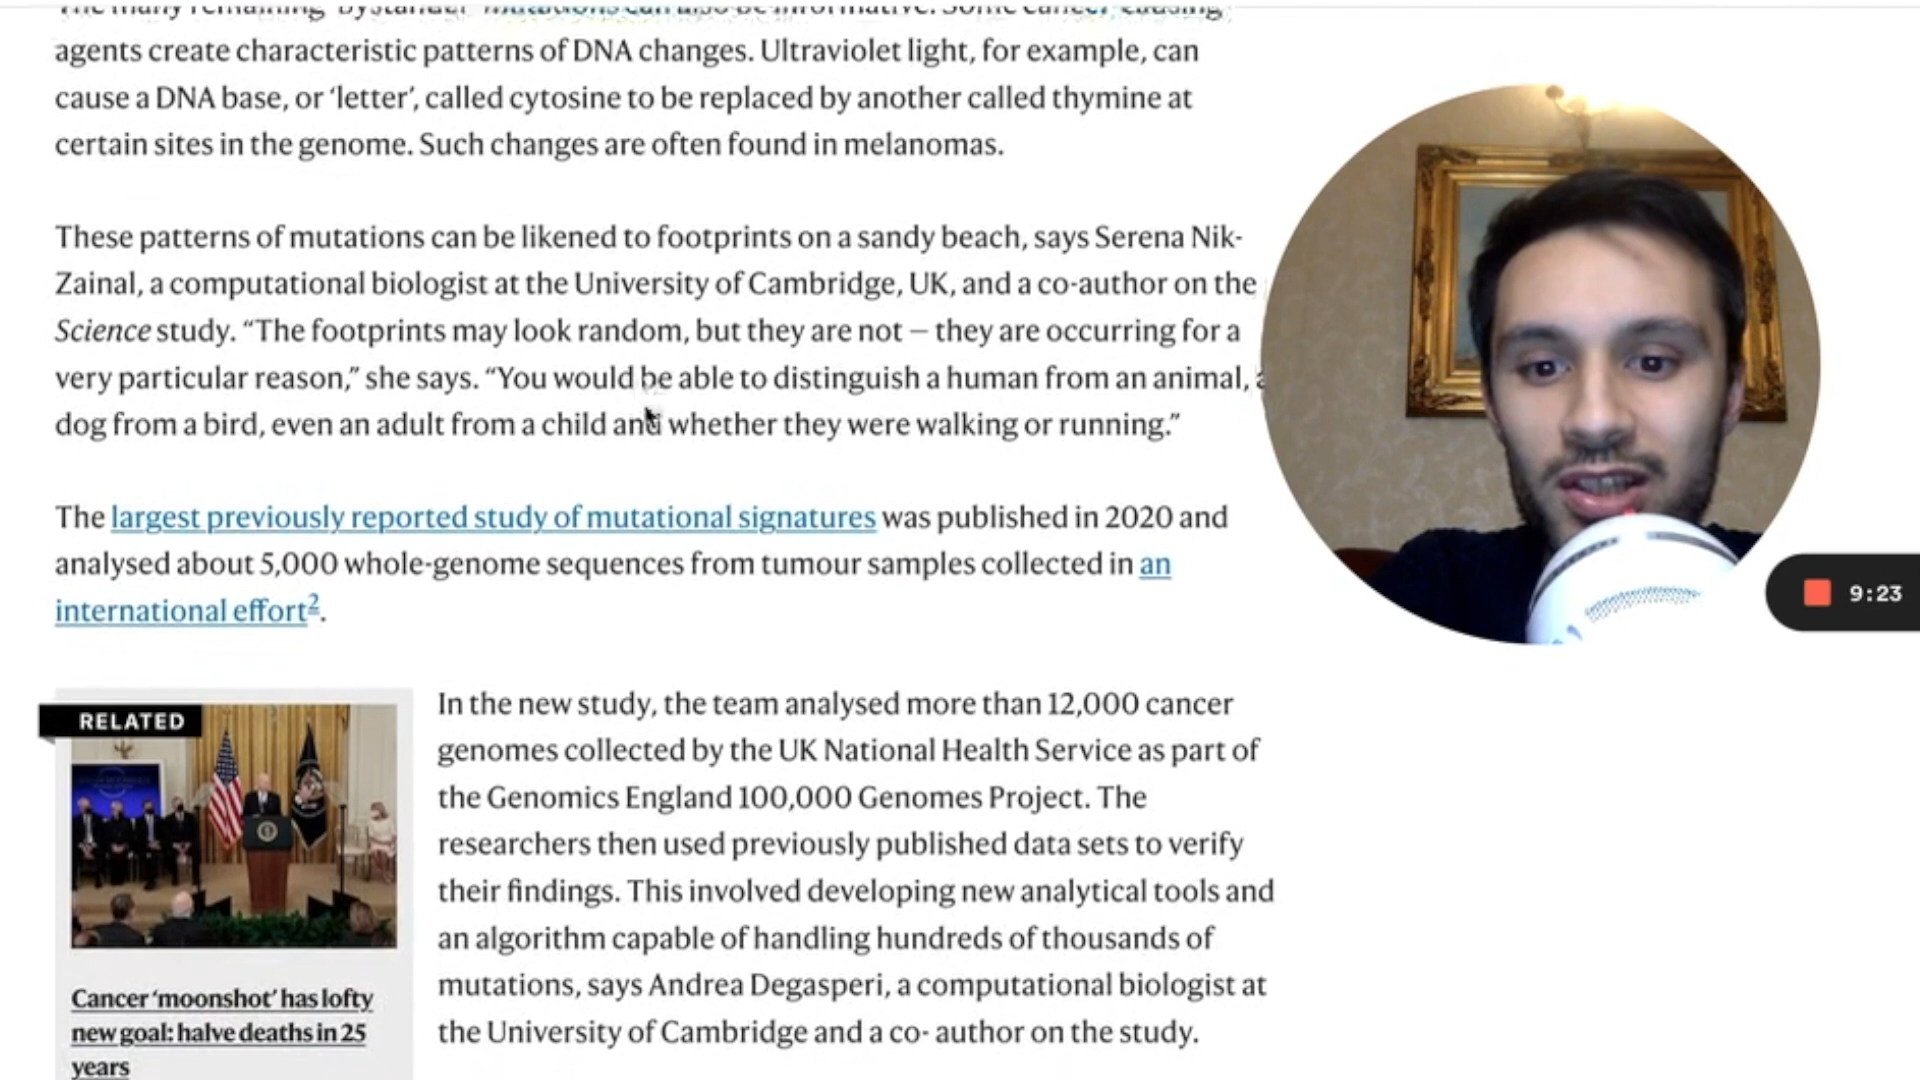 The many remaining 'bystander' mutations can also be informative. Some cancer-causing
agents create characteristic patterns of DNA changes. Ultraviolet light, for example, can
cause a DNA base, or ‘letter’, called cytosine to be replaced by another called thymine at
certain sites in the genome. Such changes are often found in melanomas.
These patterns of mutations can be likened to footprints on a sandy beach, says Serena Nik-
Zainal, a computational biologist at the University of Cambridge, UK, and a co-author on the
Science study. “The footprints may look random, but they are not — they are occurring for a
very particular reason,” she says. “You would be able to distinguish a human from an animal,
dog from a bird, even an adult from a child and whether they were walking or running.”
The largest previously reported study of mutational signatures was published in 2020 and
analysed about 5,000 whole-genome sequences from tumour samples collected in an
international effort2.
9:23
RELATED
Cancer ‘moonshot’ has lofty
new goal: halve deaths in 25
years
In the new study, the team analysed more than 12,000 cancer
genomes collected by the UK National Health Service as part of
the Genomics England 100,000 Genomes Project. The
researchers then used previously published data sets to verify
their findings. This involved developing new analytical tools and
an algorithm capable of handling hundreds of thousands of
mutations, says Andrea Degasperi, a computational biologist at
the University of Cambridge and a co- author on the study.